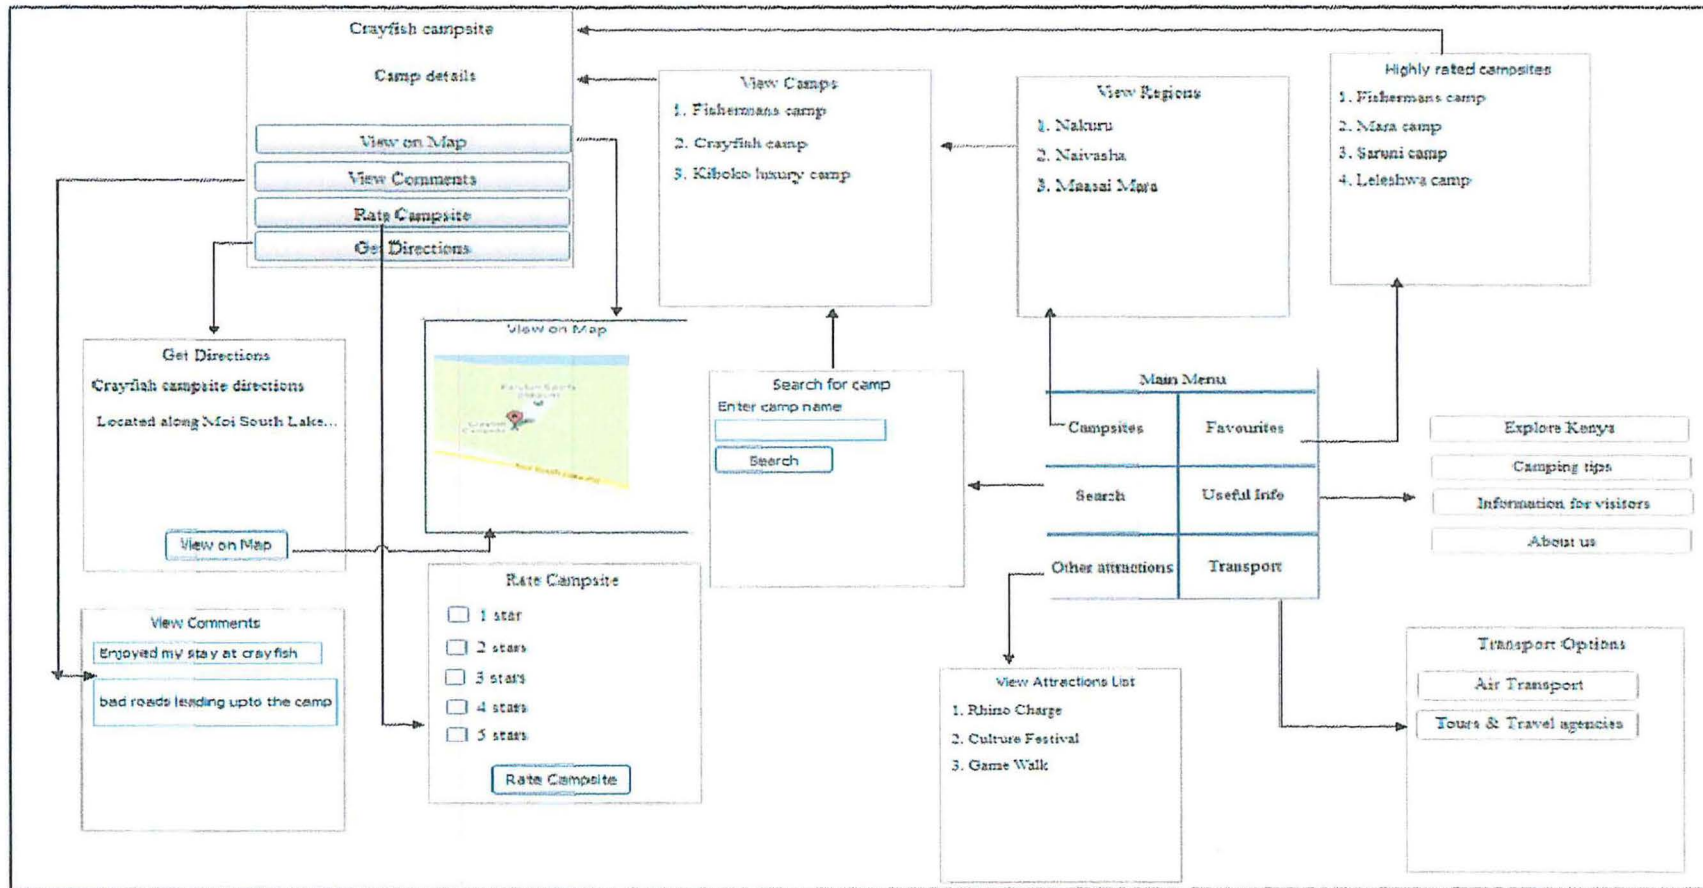 Crayfish campsite
Camp details
View on Map
View Comments
Rate Campsite
Get Directions
View Camps
1. Fishermans camp
2. Crayfish camp
3. Kiboko luxury camp
View Regions
1. Nakuru
2. Naivasha
3. Maasai Mara
Highly rated campsites
1. Fishermans camp
2. Mara camp
3. Saruni camp
4. Leleshwa camp
Get Directions
Crayfish campsite directions
Located along Moi South Lake...
View on Map
View on Map
Search for camp
Enter camp name
Search
Main Menu
Campsites
Favourites
Search
Useful Info
Other attractions
Transport
Explore Kenya
Camping tips
Information for visitors
About us
View Comments
Enjoyed my stay at crayfish
bad roads leading upto the camp
Rate Campsite
1 star
2 stars
3 stars
4 stars
5 stars
Rate Campsite
View Attractions List
1. Rhino Charge
2. Culture Festival
3. Game Walk
Transport Options
Air Transport
Tours & Travel agencies